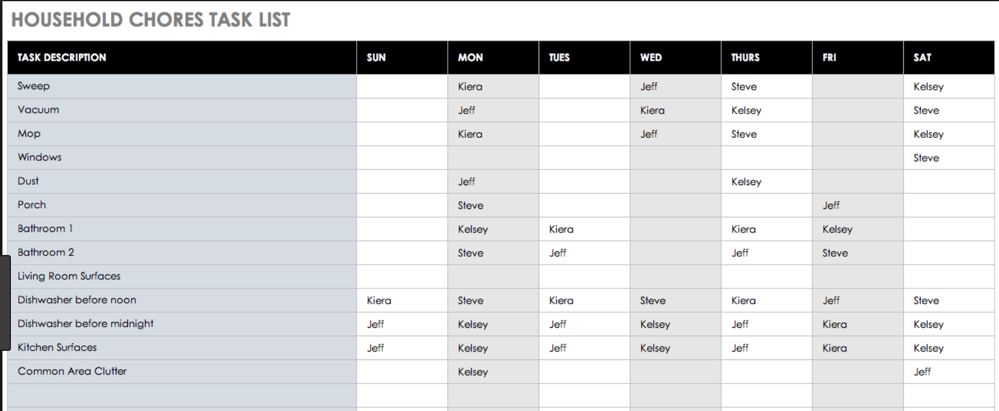 HOUSEHOLD CHORES TASK LIST
TASK DESCRIPTION SUN MON TUES WED THURS FRI SAT
Sweep Kiera Jeff Steve Kelsey
Vacuum Jeff Kiera Kelsey Steve
Mop Kiera Jeff Steve Kelsey
Windows Steve
Dust Jeff Kelsey
Porch Steve Jeff
Bathroom 1 Kelsey Kiera Kiera Kelsey
Bathroom 2 Steve Jeff Jeff Steve
Living Room Surfaces
Dishwasher before noon Kiera Steve Kiera Steve Kiera Jeff Steve
Dishwasher before midnight Jeff Kelsey Jeff Kelsey Jeff Kiera Kelsey
Kitchen Surfaces Jeff Kelsey Jeff Kelsey Jeff Kiera Kelsey
Common Area Clutter Kelsey Jeff